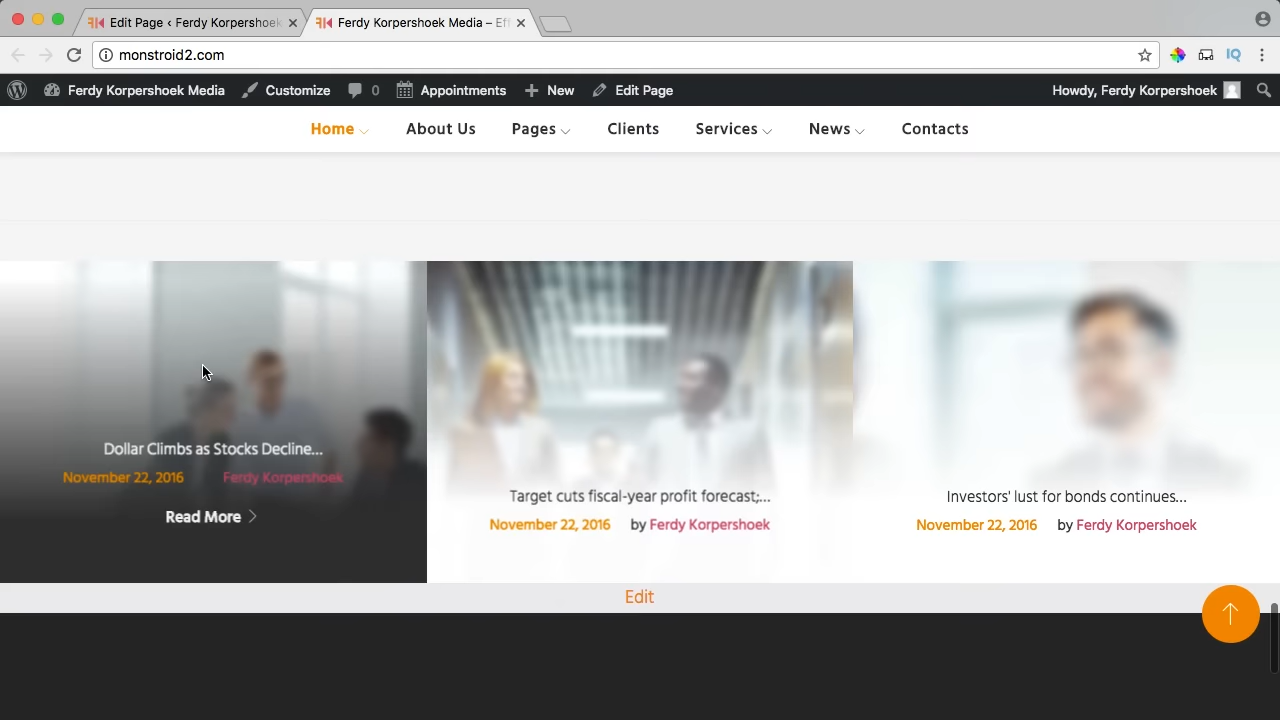 Edit Page ‹ Ferdy Korpershoek
Ferdy Korpershoek Media – Eff
monstroid2.com
Ferdy Korpershoek Media Customize 0 Appointments New Edit Page Howdy, Ferdy Korpershoek
Home About Us Pages Clients Services News Contacts
Dollar Climbs as Stocks Decline...
November 22, 2016 Ferdy Korpershoek
Read More
Target cuts fiscal-year profit forecast;...
November 22, 2016 by Ferdy Korpershoek
Investors' lust for bonds continues...
November 22, 2016 by Ferdy Korpershoek
Edit